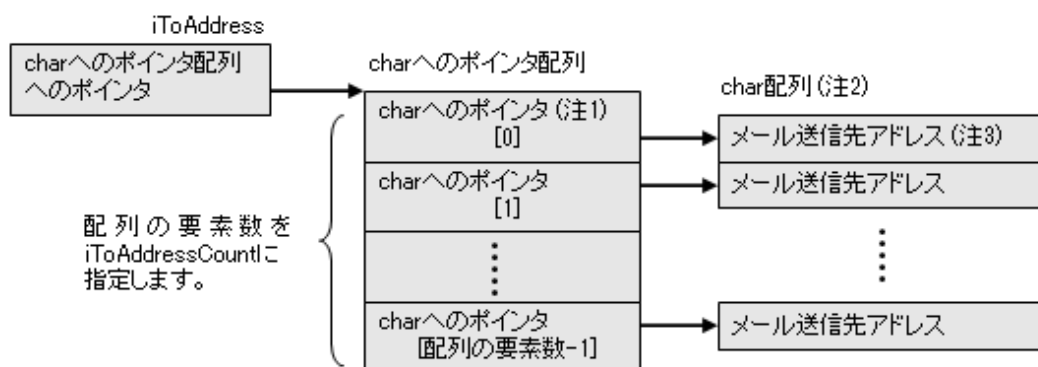 iToAddress
charへのポインタ配列
へのポインタ
charへのポインタ配列
charへのポインタ(注1)
[0]
charへのポインタ
[1]
charへのポインタ
[配列の要素数-1]
配列の要素数を
iToAddressCountに
指定します。
char配列(注2)
メール送信先アドレス(注3)
メール送信先アドレス
メール送信先アドレス